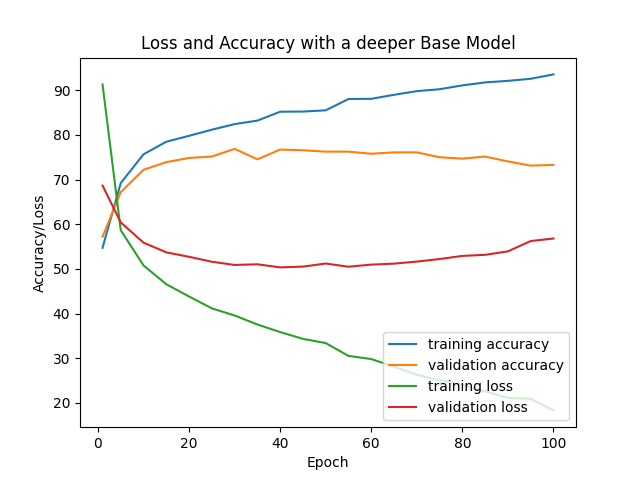 Loss and Accuracy with a deeper Base Model
90
80
70
60
50
40
30
20
Accuracy/Loss
training accuracy
validation accuracy
training loss
validation loss
0 20 40 60 80 100
Epoch